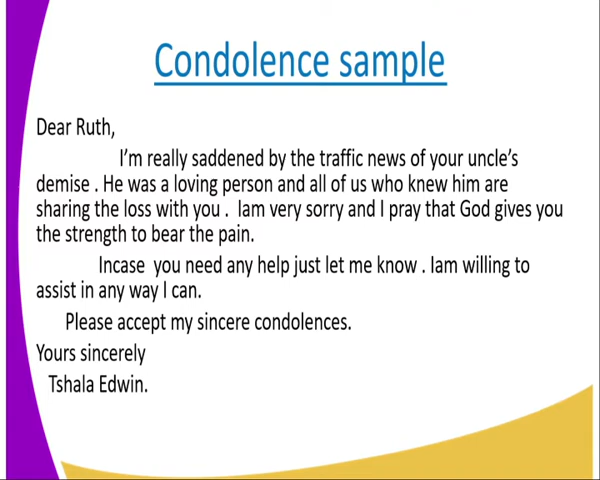 Condolence sample
Dear Ruth,
I'm really saddened by the traffic news of your uncle's
demise . He was a loving person and all of us who knew him are
sharing the loss with you .  Iam very sorry and I pray that God gives you
the strength to bear the pain.
Incase  you need any help just let me know . Iam willing to
assist in any way I can.
Please accept my sincere condolences.
Yours sincerely
Tshala Edwin.